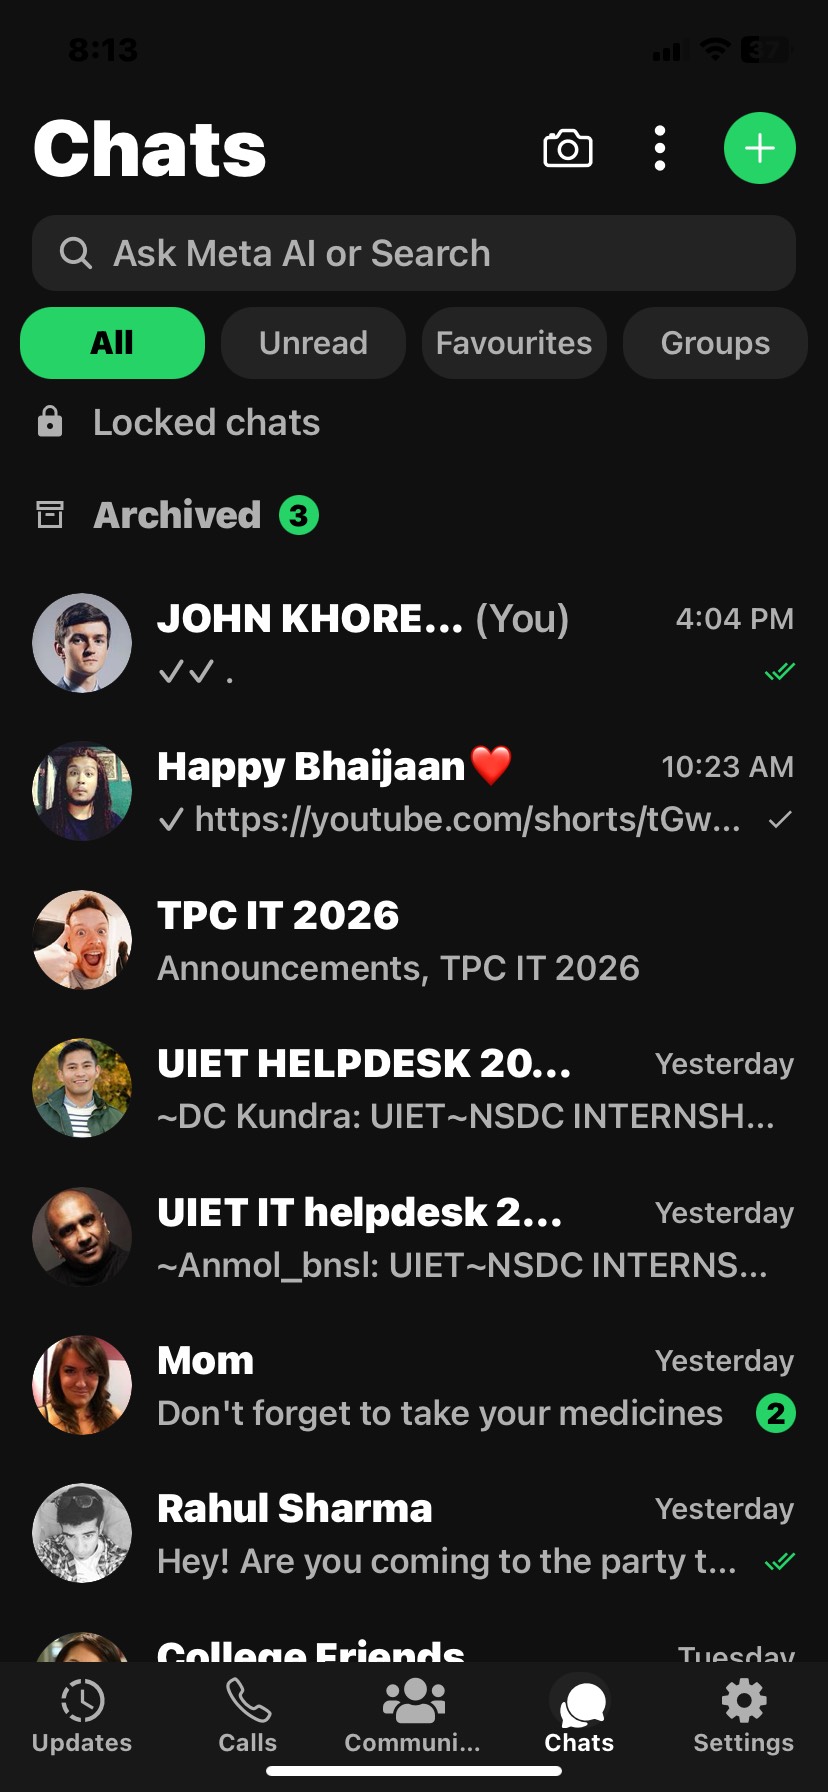 8:13
37
Chats
Ask Meta AI or Search
All Unread Favourites Groups
Locked chats
Archived 3
JOHN KHORE... (You) 4:04 PM
✓✓ .
Happy Bhaijaan❤️ 10:23 AM
✓ https://youtube.com/shorts/tGw...
TPC IT 2026
Announcements, TPC IT 2026
UIET HELPDESK 20... Yesterday
~DC Kundra: UIET~NSDC INTERNSH...
UIET IT helpdesk 2... Yesterday
~Anmol_bnsl: UIET~NSDC INTERNS...
Mom Yesterday
Don't forget to take your medicines 2
Rahul Sharma Yesterday
Hey! Are you coming to the party t...
College Friends Tuesday
Updates Calls Communi... Chats Settings